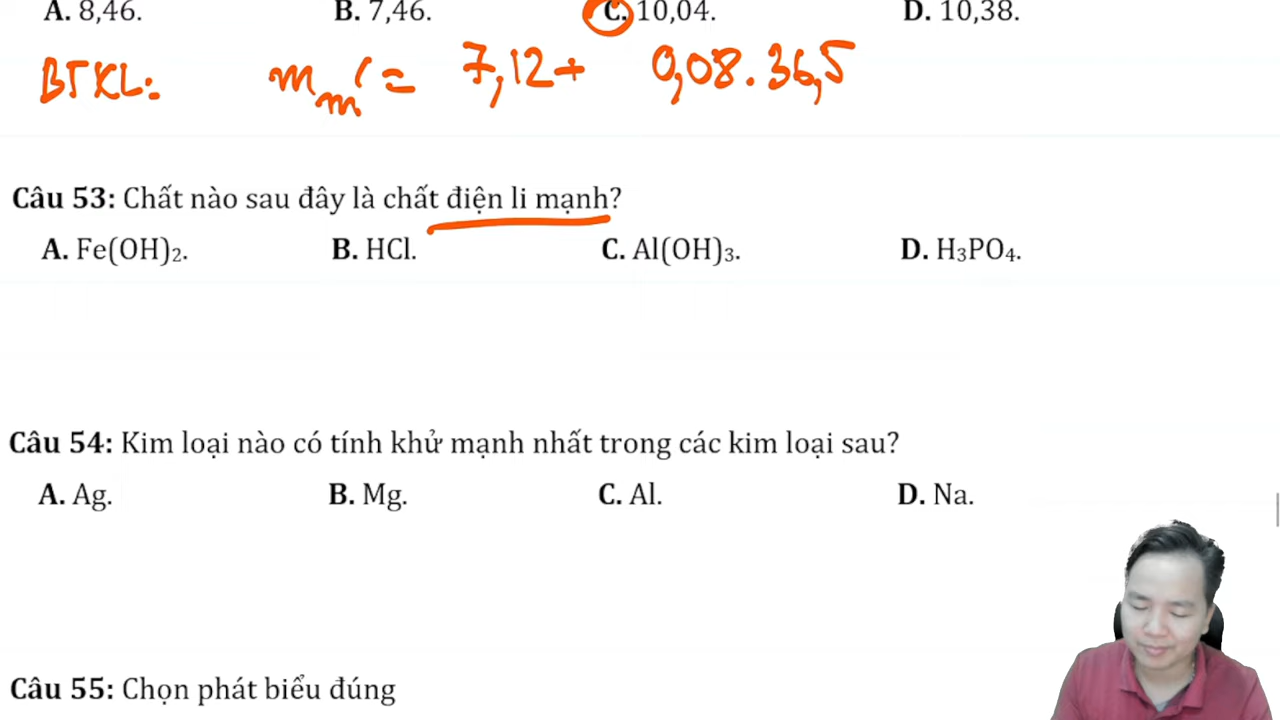 A. 8,46. B. 7,46. C. 10,04. D. 10,38.
BTKL: mm' = 7,12 + 0,08 . 36,5
Câu 53: Chất nào sau đây là chất điện li mạnh?
A. Fe(OH)₂. B. HCl. C. Al(OH)₃. D. H₃PO₄.
Câu 54: Kim loại nào có tính khử mạnh nhất trong các kim loại sau?
A. Ag. B. Mg. C. Al. D. Na.
Câu 55: Chọn phát biểu đúng